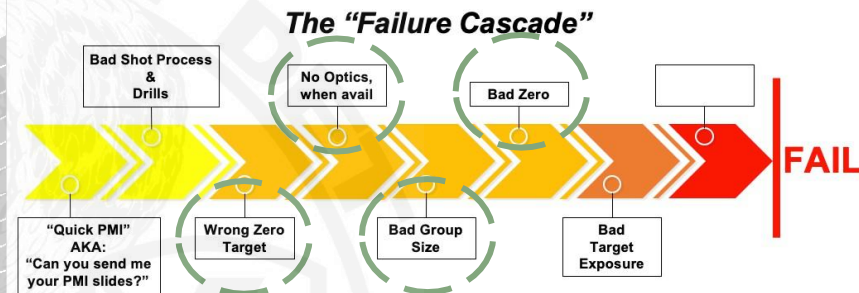 The “Failure Cascade”
Bad Shot Process
&
Drills
No Optics,
when avail
Bad Zero
FAIL
“Quick PMI”
AKA:
“Can you send me
your PMI slides?”
Wrong Zero
Target
Bad Group
Size
Bad
Target
Exposure